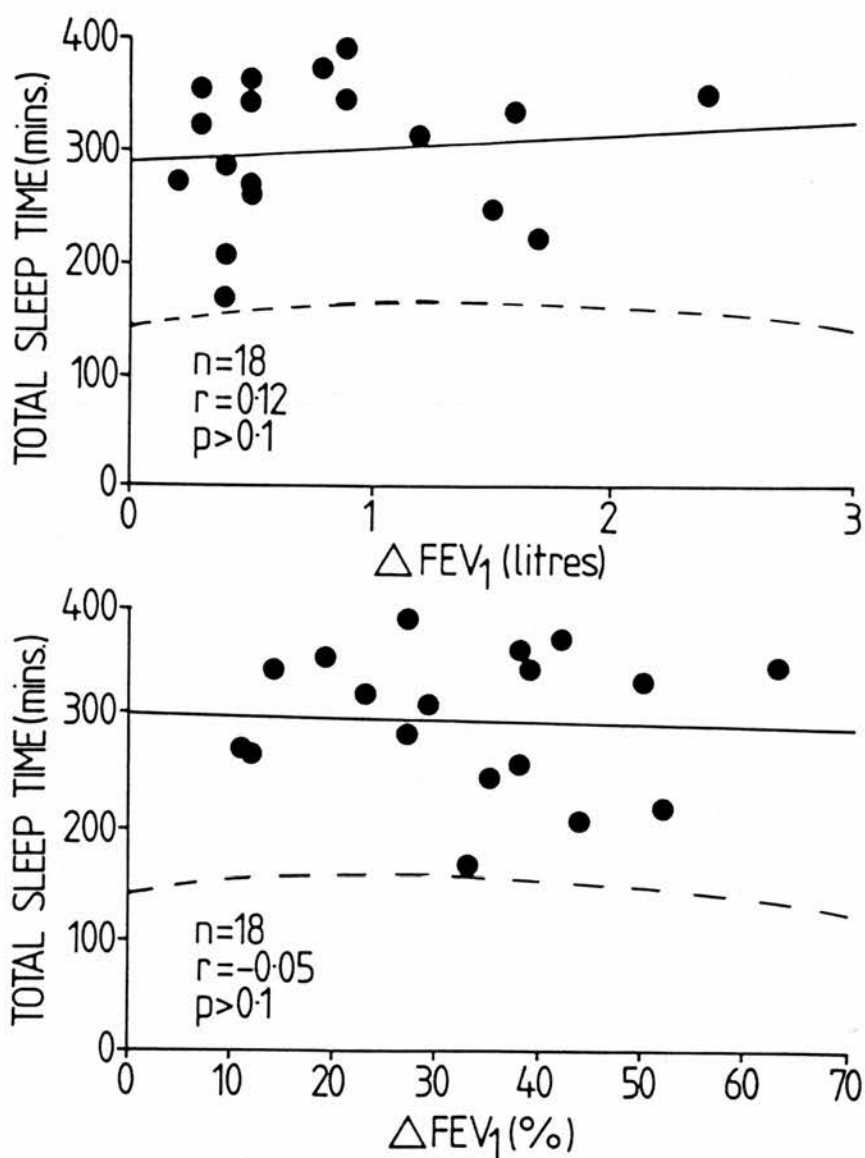 TOTAL SLEEP TIME (mins.)
400
300
200
100
0
n=18
r=0·12
p>0·1
0 1 2 3
△FEV₁ (litres)
TOTAL SLEEP TIME (mins.)
400
300
200
100
0
n=18
r=-0·05
p>0·1
0 10 20 30 40 50 60 70
△FEV₁ (%)